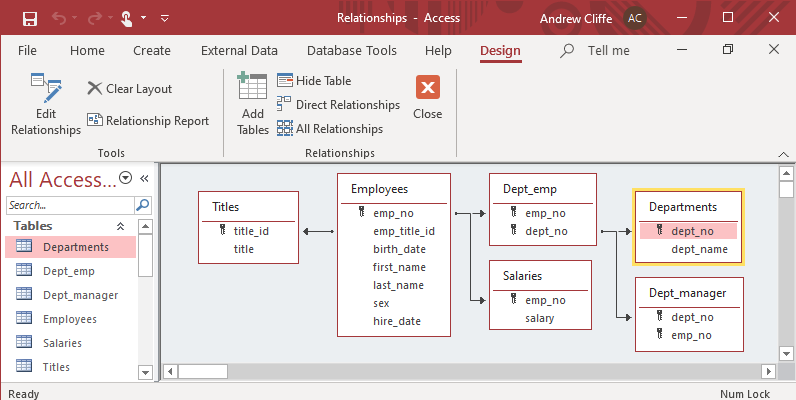 Relationships - Access
Andrew Cliffe
AC
File
Home
Create
External Data
Database Tools
Help
Design
Tell me
Edit
Relationships
Clear Layout
Relationship Report
Tools
Add
Tables
Hide Table
Direct Relationships
All Relationships
Relationships
Close
All Access...
Search...
Tables
Departments
Dept_emp
Dept_manager
Employees
Salaries
Titles
Titles
title_id
title
Employees
emp_no
emp_title_id
birth_date
first_name
last_name
sex
hire_date
Dept_emp
emp_no
dept_no
Salaries
emp_no
salary
Departments
dept_no
dept_name
Dept_manager
dept_no
emp_no
Ready
Num Lock